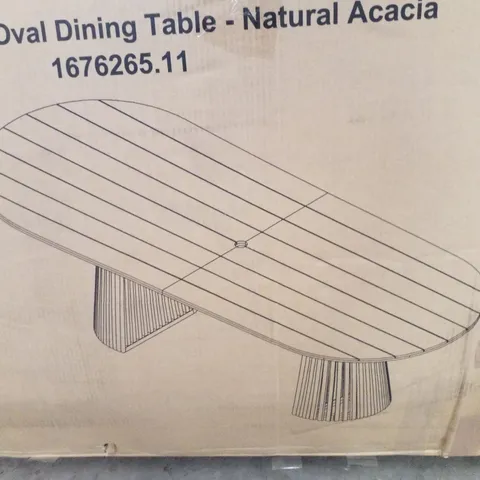 Oval Dining Table - Natural Acacia
1676265.11